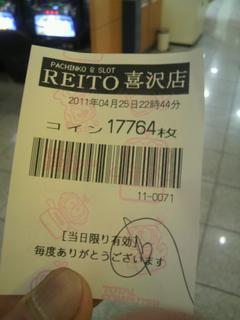 PACHINKO & SLOT
REITO 喜沢店
2011年04月25日22時44分
コイン 17764枚
11-0071
[当日限り有効]
毎度ありがとうございます
TOTAL
COMPUTER